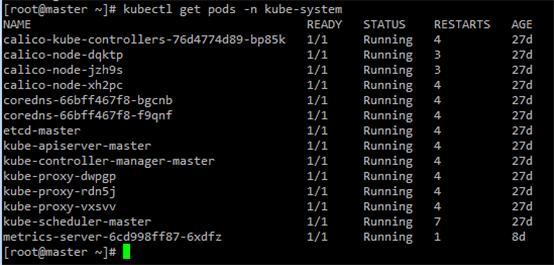 [root@master ~]# kubectl get pods -n kube-system
NAME READY STATUS RESTARTS AGE
calico-kube-controllers-76d4774d89-bp85k 1/1 Running 4 27d
calico-node-dqktp 1/1 Running 3 27d
calico-node-jzh9s 1/1 Running 3 27d
calico-node-xh2pc 1/1 Running 4 27d
coredns-66bff467f8-bgcnb 1/1 Running 4 27d
coredns-66bff467f8-f9qnf 1/1 Running 4 27d
etcd-master 1/1 Running 4 27d
kube-apiserver-master 1/1 Running 4 27d
kube-controller-manager-master 1/1 Running 4 27d
kube-proxy-dwpgp 1/1 Running 4 27d
kube-proxy-rdn5j 1/1 Running 4 27d
kube-proxy-vxsvv 1/1 Running 4 27d
kube-scheduler-master 1/1 Running 7 27d
metrics-server-6cd998ff87-6xdfz 1/1 Running 1 8d
[root@master ~]#